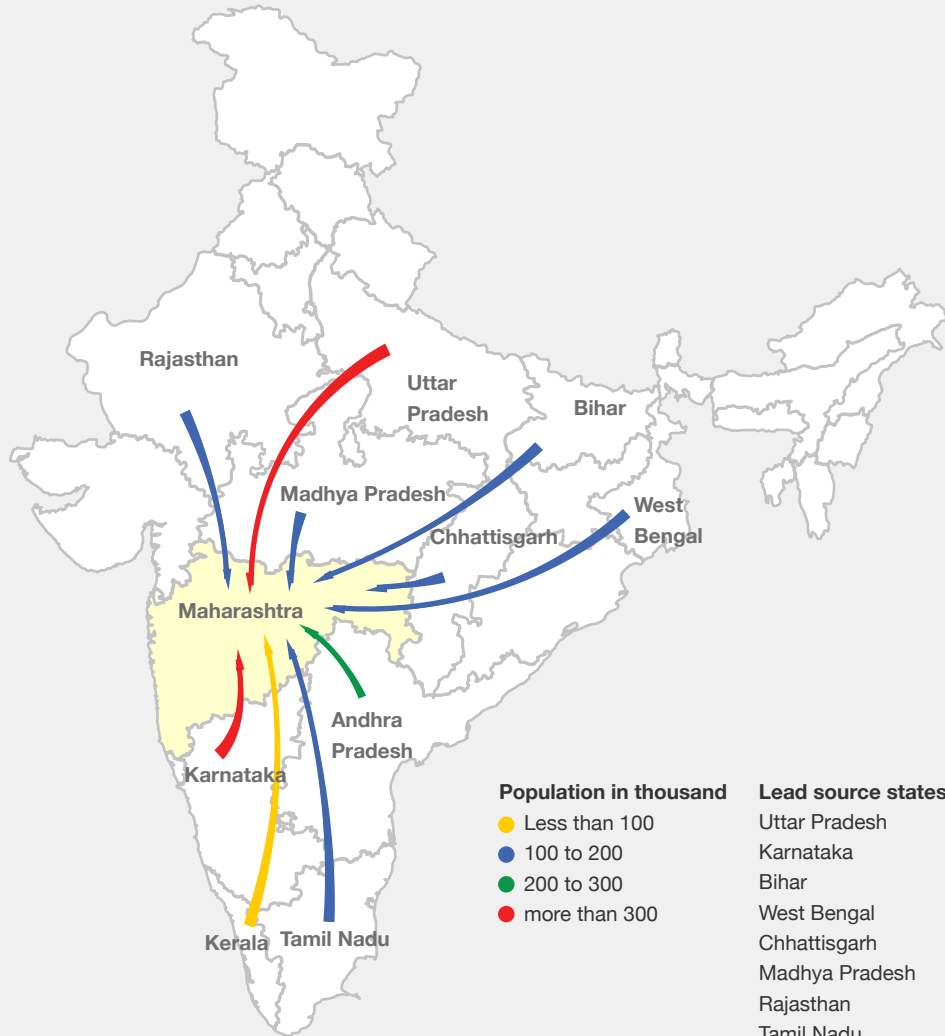 Rajasthan
Uttar
Pradesh
Bihar
Madhya Pradesh
West
Bengal
Chhattisgarh
Maharashtra
Andhra
Pradesh
Karnataka
Kerala
Tamil Nadu
Population in thousand
Less than 100
100 to 200
200 to 300
more than 300
Lead source states
Uttar Pradesh
Karnataka
Bihar
West Bengal
Chhattisgarh
Madhya Pradesh
Rajasthan
Tamil Nadu